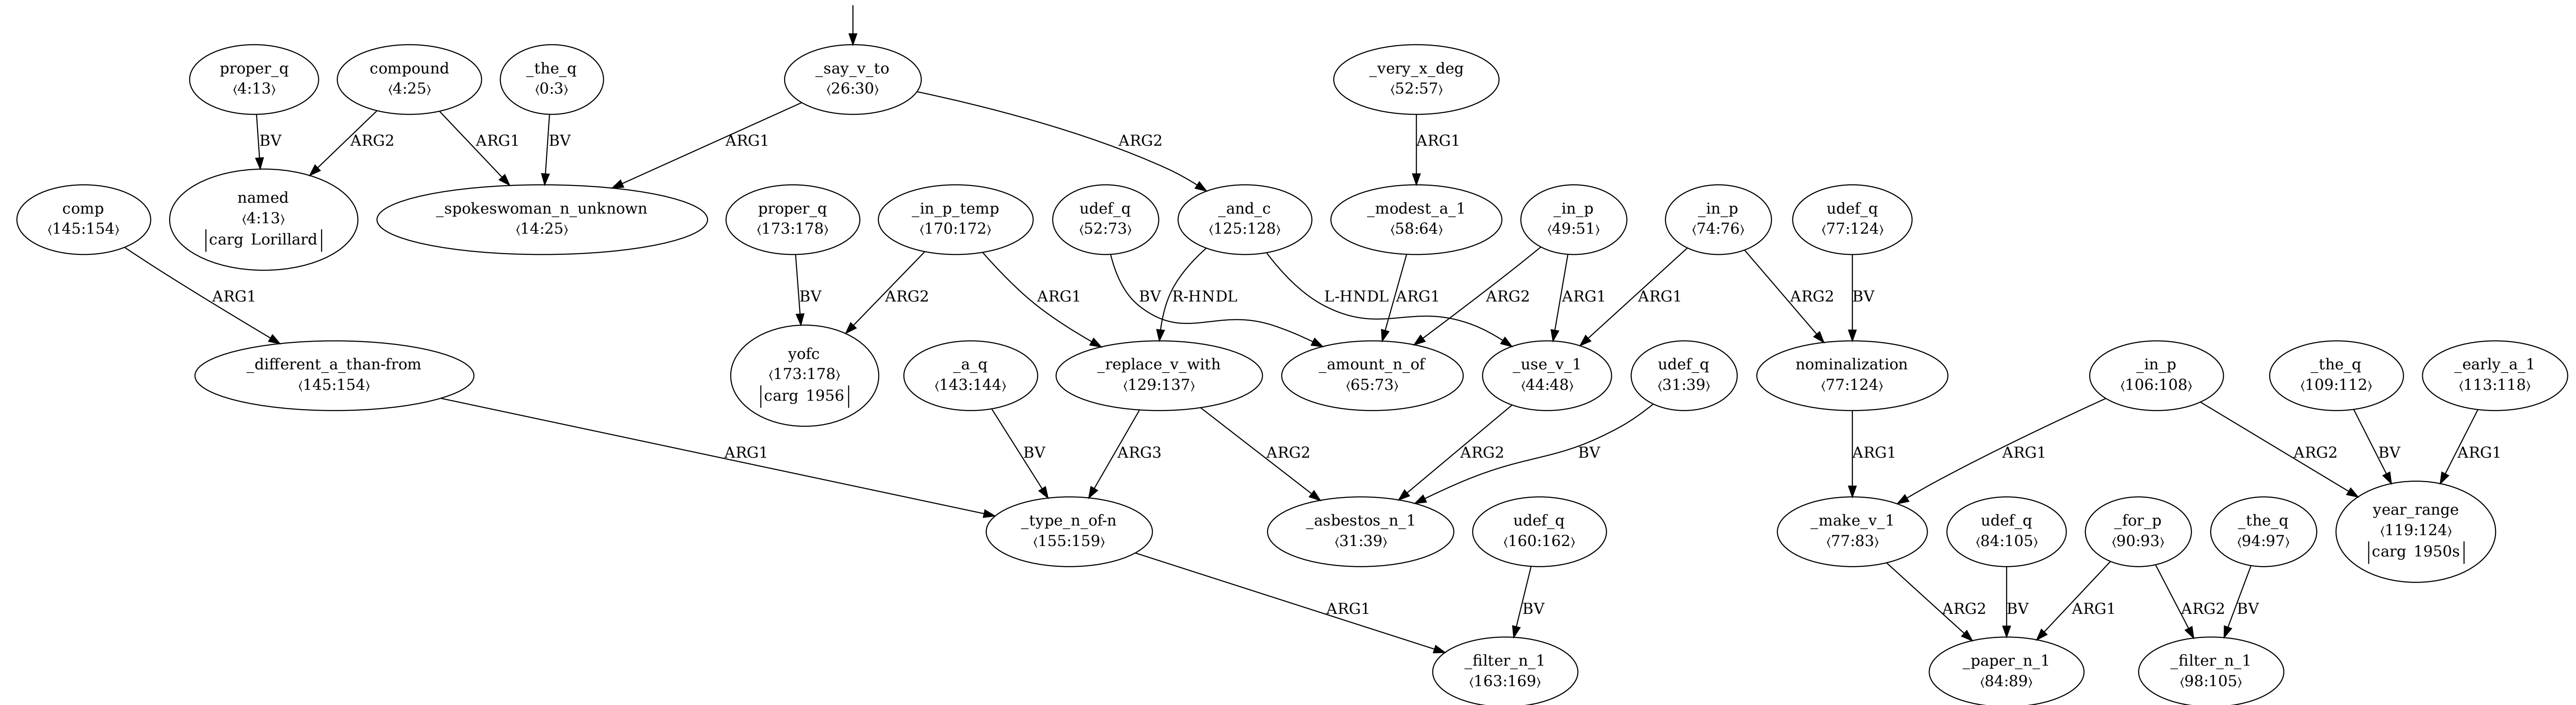 proper_q
⟨4:13⟩
compound
⟨4:25⟩
_the_q
⟨0:3⟩
_say_v_to
⟨26:30⟩
_very_x_deg
⟨52:57⟩
BV
ARG2
ARG1
BV
ARG1
ARG2
ARG1
comp
⟨145:154⟩
named
⟨4:13⟩
carg Lorillard
_spokeswoman_n_unknown
⟨14:25⟩
proper_q
⟨173:178⟩
_in_p_temp
⟨170:172⟩
udef_q
⟨52:73⟩
_and_c
⟨125:128⟩
_modest_a_1
⟨58:64⟩
_in_p
⟨49:51⟩
_in_p
⟨74:76⟩
udef_q
⟨77:124⟩
ARG1
BV
ARG2
ARG1
BV
R-HNDL
L-HNDL
ARG1
ARG2
ARG1
ARG1
ARG2
BV
_different_a_than-from
⟨145:154⟩
yofc
⟨173:178⟩
carg 1956
_a_q
⟨143:144⟩
_replace_v_with
⟨129:137⟩
_amount_n_of
⟨65:73⟩
_use_v_1
⟨44:48⟩
udef_q
⟨31:39⟩
nominalization
⟨77:124⟩
_in_p
⟨106:108⟩
_the_q
⟨109:112⟩
_early_a_1
⟨113:118⟩
ARG1
BV
ARG3
ARG2
ARG2
BV
ARG1
ARG1
ARG2
BV
ARG1
_type_n_of-n
⟨155:159⟩
_asbestos_n_1
⟨31:39⟩
udef_q
⟨160:162⟩
_make_v_1
⟨77:83⟩
udef_q
⟨84:105⟩
_for_p
⟨90:93⟩
_the_q
⟨94:97⟩
year_range
⟨119:124⟩
carg 1950s
ARG1
BV
ARG2
BV
ARG1
ARG2
BV
_filter_n_1
⟨163:169⟩
_paper_n_1
⟨84:89⟩
_filter_n_1
⟨98:105⟩